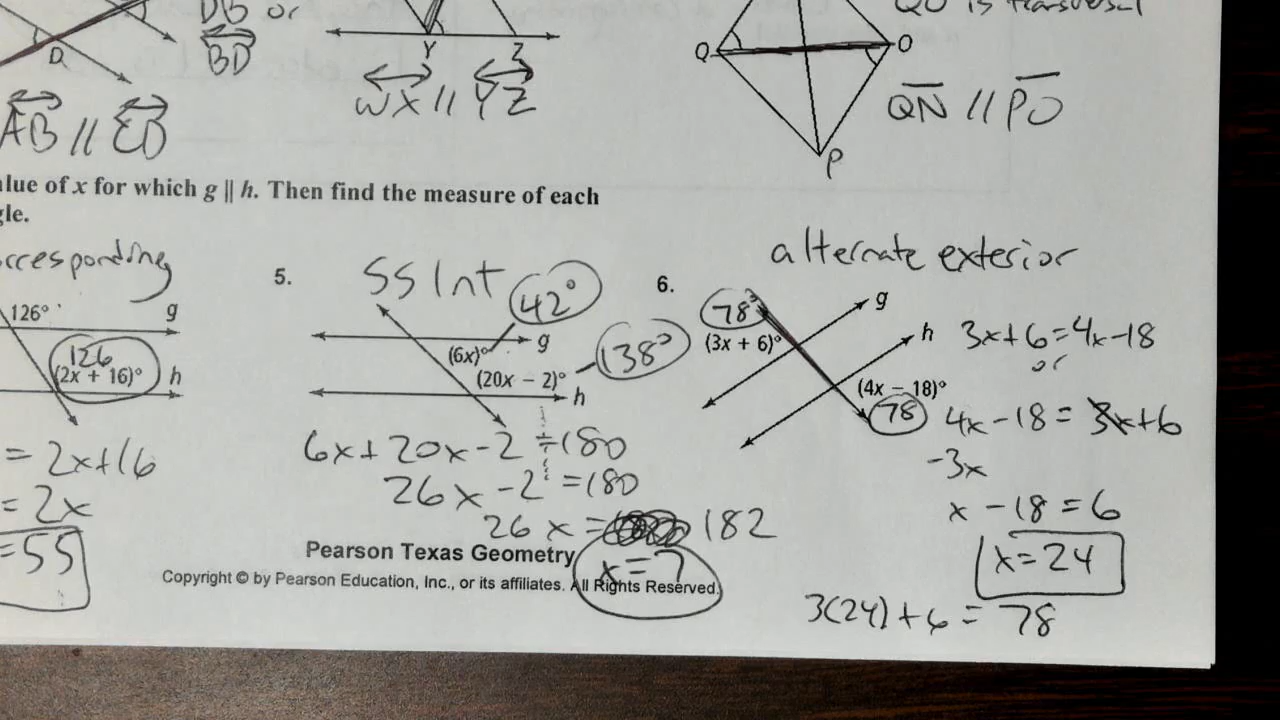 DB or
BD
Q is transversal
D
Y
Z
Q
O
P
AB // ED
WX // YZ
QN // PO
alue of x for which g || h. Then find the measure of each
gle.
orresponding
126°
g
126
(2x + 16)°
h
= 2x+16
= 2x
=55
5.
SS Int
42°
g
(6x)°
138°
(20x − 2)°
h
6x+20x-2=180
26x-2=180
26x= 182
x=7
6.
alternate exterior
78°
g
(3x + 6)°
h
(4x − 18)°
78
3x+6=4x-18
or
4x-18=3x+6
-3x
x-18=6
x=24
3(24)+6=78
Pearson Texas Geometry
Copyright © by Pearson Education, Inc., or its affiliates. All Rights Reserved.